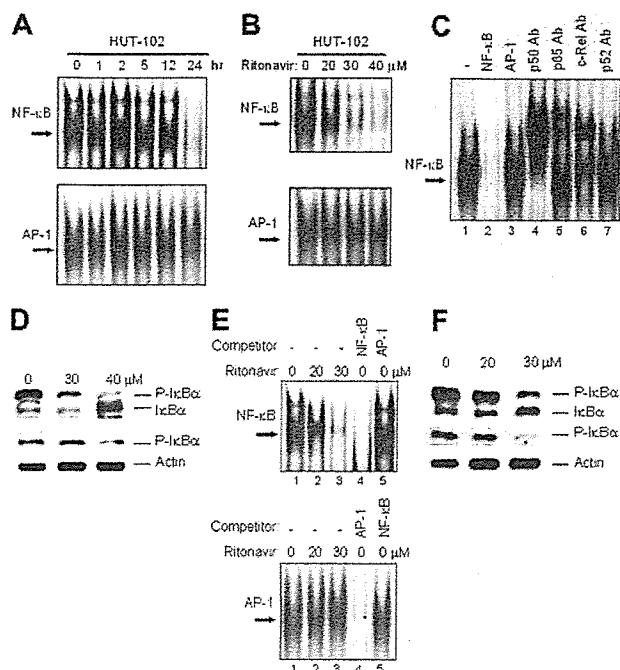 A
HUT-102
0 1 2 5 12 24 hr
NF-κB
AP-1
B
HUT-102
Ritonavir: 0 20 30 40 μM
NF-κB
AP-1
C
- NF-κB AP-1 p50 Ab p65 Ab c-Rel Ab p52 Ab
NF-κB
1 2 3 4 5 6 7
D
0 30 40 μM
P-IκBα
IκBα
P-IκBα
Actin
E
Competitor: - - - NF-κB AP-1
Ritonavir: 0 20 30 0 0 μM
NF-κB
1 2 3 4 5
Competitor: - - - AP-1 NF-κB
Ritonavir: 0 20 30 0 0 μM
AP-1
1 2 3 4 5
F
0 20 30 μM
P-IκBα
IκBα
P-IκBα
Actin